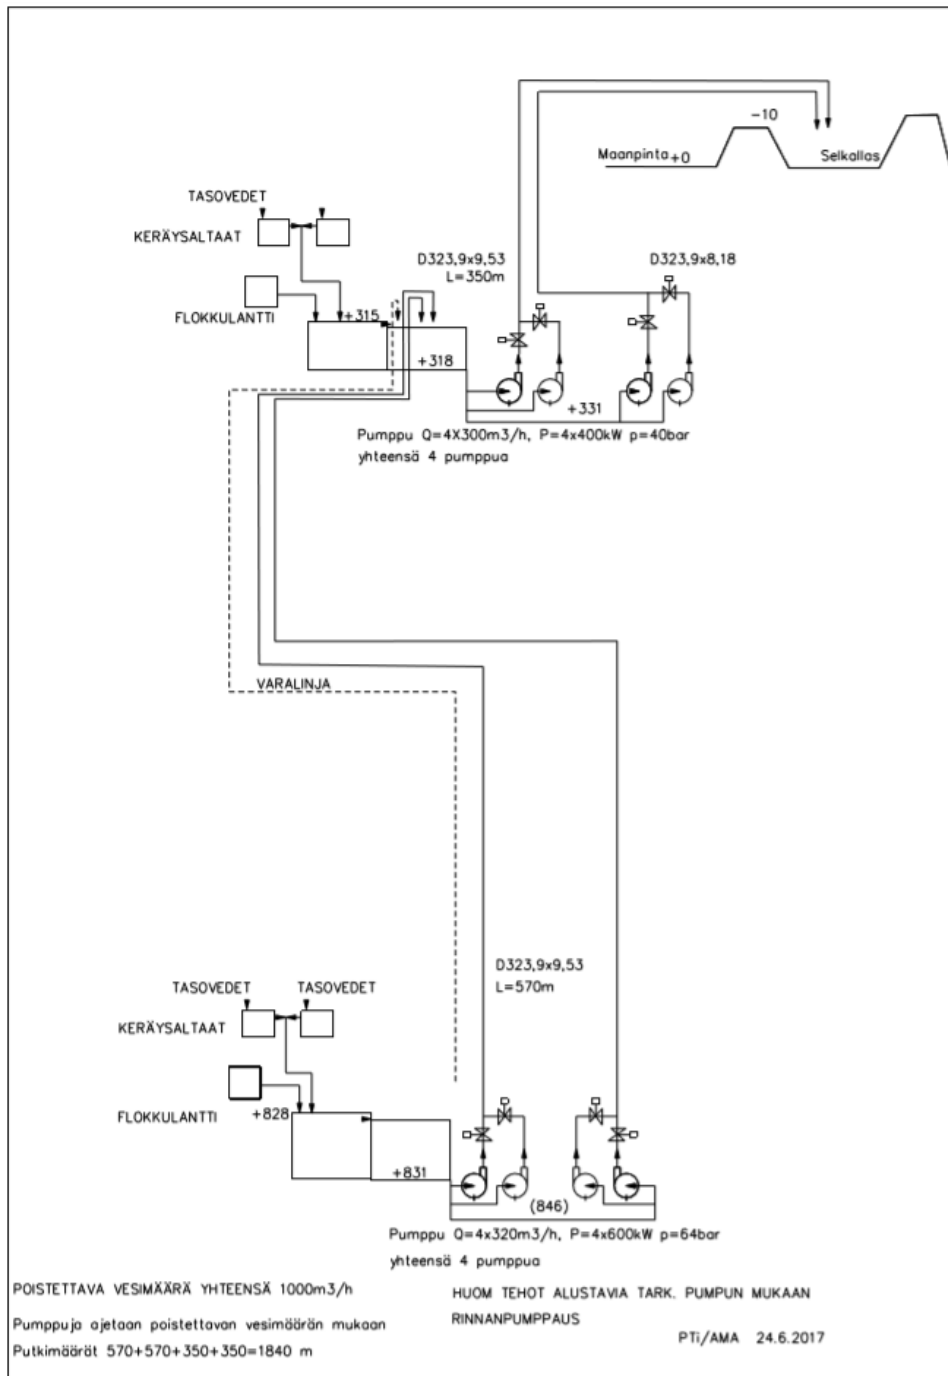 -10
Maanpinta+0
Selkallas
TASOVEDET
KERÄYSALTAAT
D323,9x9,53
L=350m
D323,9x8,18
FLOKKULANTTI
+315
+318
+331
Pumppu Q=4X300m3/h, P=4x400kW p=40bar
yhteensä 4 pumppua
VARALINJA
D323,9x9,53
L=570m
TASOVEDET TASOVEDET
KERÄYSALTAAT
FLOKKULANTTI
+828
+831
(846)
Pumppu Q=4x320m3/h, P=4x600kW p=64bar
yhteensä 4 pumppua
POISTETTAVA VESIMÄÄRÄ YHTEENSÄ 1000m3/h
Pumppuja ajetaan poistettavan vesimäärän mukaan
Putkimäärät 570+570+350+350=1840 m
HUOM TEHOT ALUSTAVIA TARK. PUMPUN MUKAAN
RINNANPUMPPAUS
PTi/AMA 24.6.2017